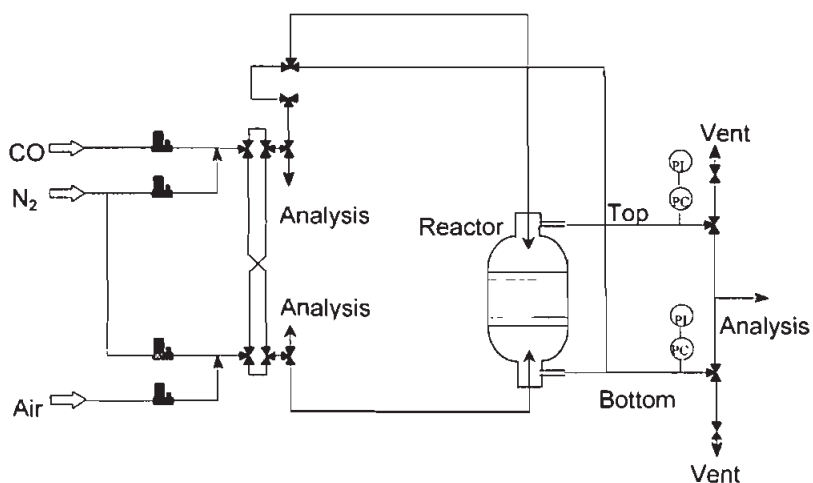 Vent
PI
CO
N₂
PC
Analysis
Reactor
Top
Analysis
PI
Analysis
PC
Air
Bottom
Vent